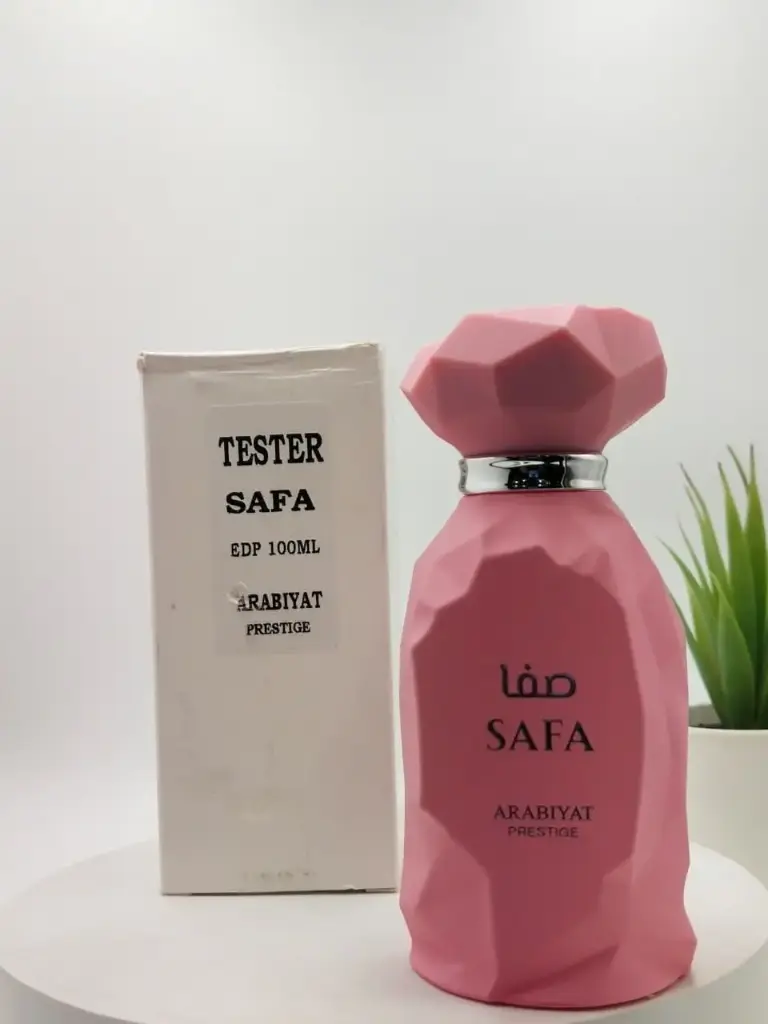 TESTER
SAFA
EDP 100ML
ARABIYAT
PRESTIGE
صفا
SAFA
ARABIYAT
PRESTIGE